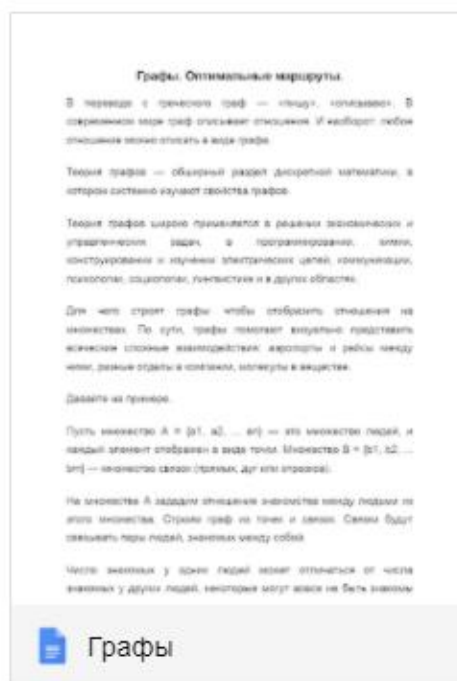 Графы. Оптимальные маршруты.
В переводе с греческого граф — «пишу», «описываю». В
современном мире граф описывает отношения. И наоборот: любое
отношение можно описать в виде графа.
Теория графов — обширный раздел дискретной математики, в
котором системно изучают свойства графов.
Теория графов широко применяется в решении экономических и
управленческих задач, в программировании, химии,
конструировании и изучении электрических цепей, коммуникации,
психологии, социологии, лингвистике и в других областях.
Для чего строят графы: чтобы отобразить отношения на
множествах. По сути, графы помогают визуально представить
всяческие сложные взаимодействия: аэропорты и рейсы между
ними, разные отделы в компании, молекулы в веществе.
Давайте на примере.
Пусть множество A = {a1, a2, ... an} — это множество людей, и
каждый элемент отображен в виде точки. Множество B = {b1, b2, ...
bm} — множество связок (прямых, дуг или отрезков).
На множестве A зададим отношение знакомства между людьми из
этого множества. Строим граф из точек и связок. Связки будут
связывать пары людей, знакомых между собой.
Число знакомых у одних людей может отличаться от числа
знакомых у других людей, некоторые могут вовсе не быть знакомы
Графы